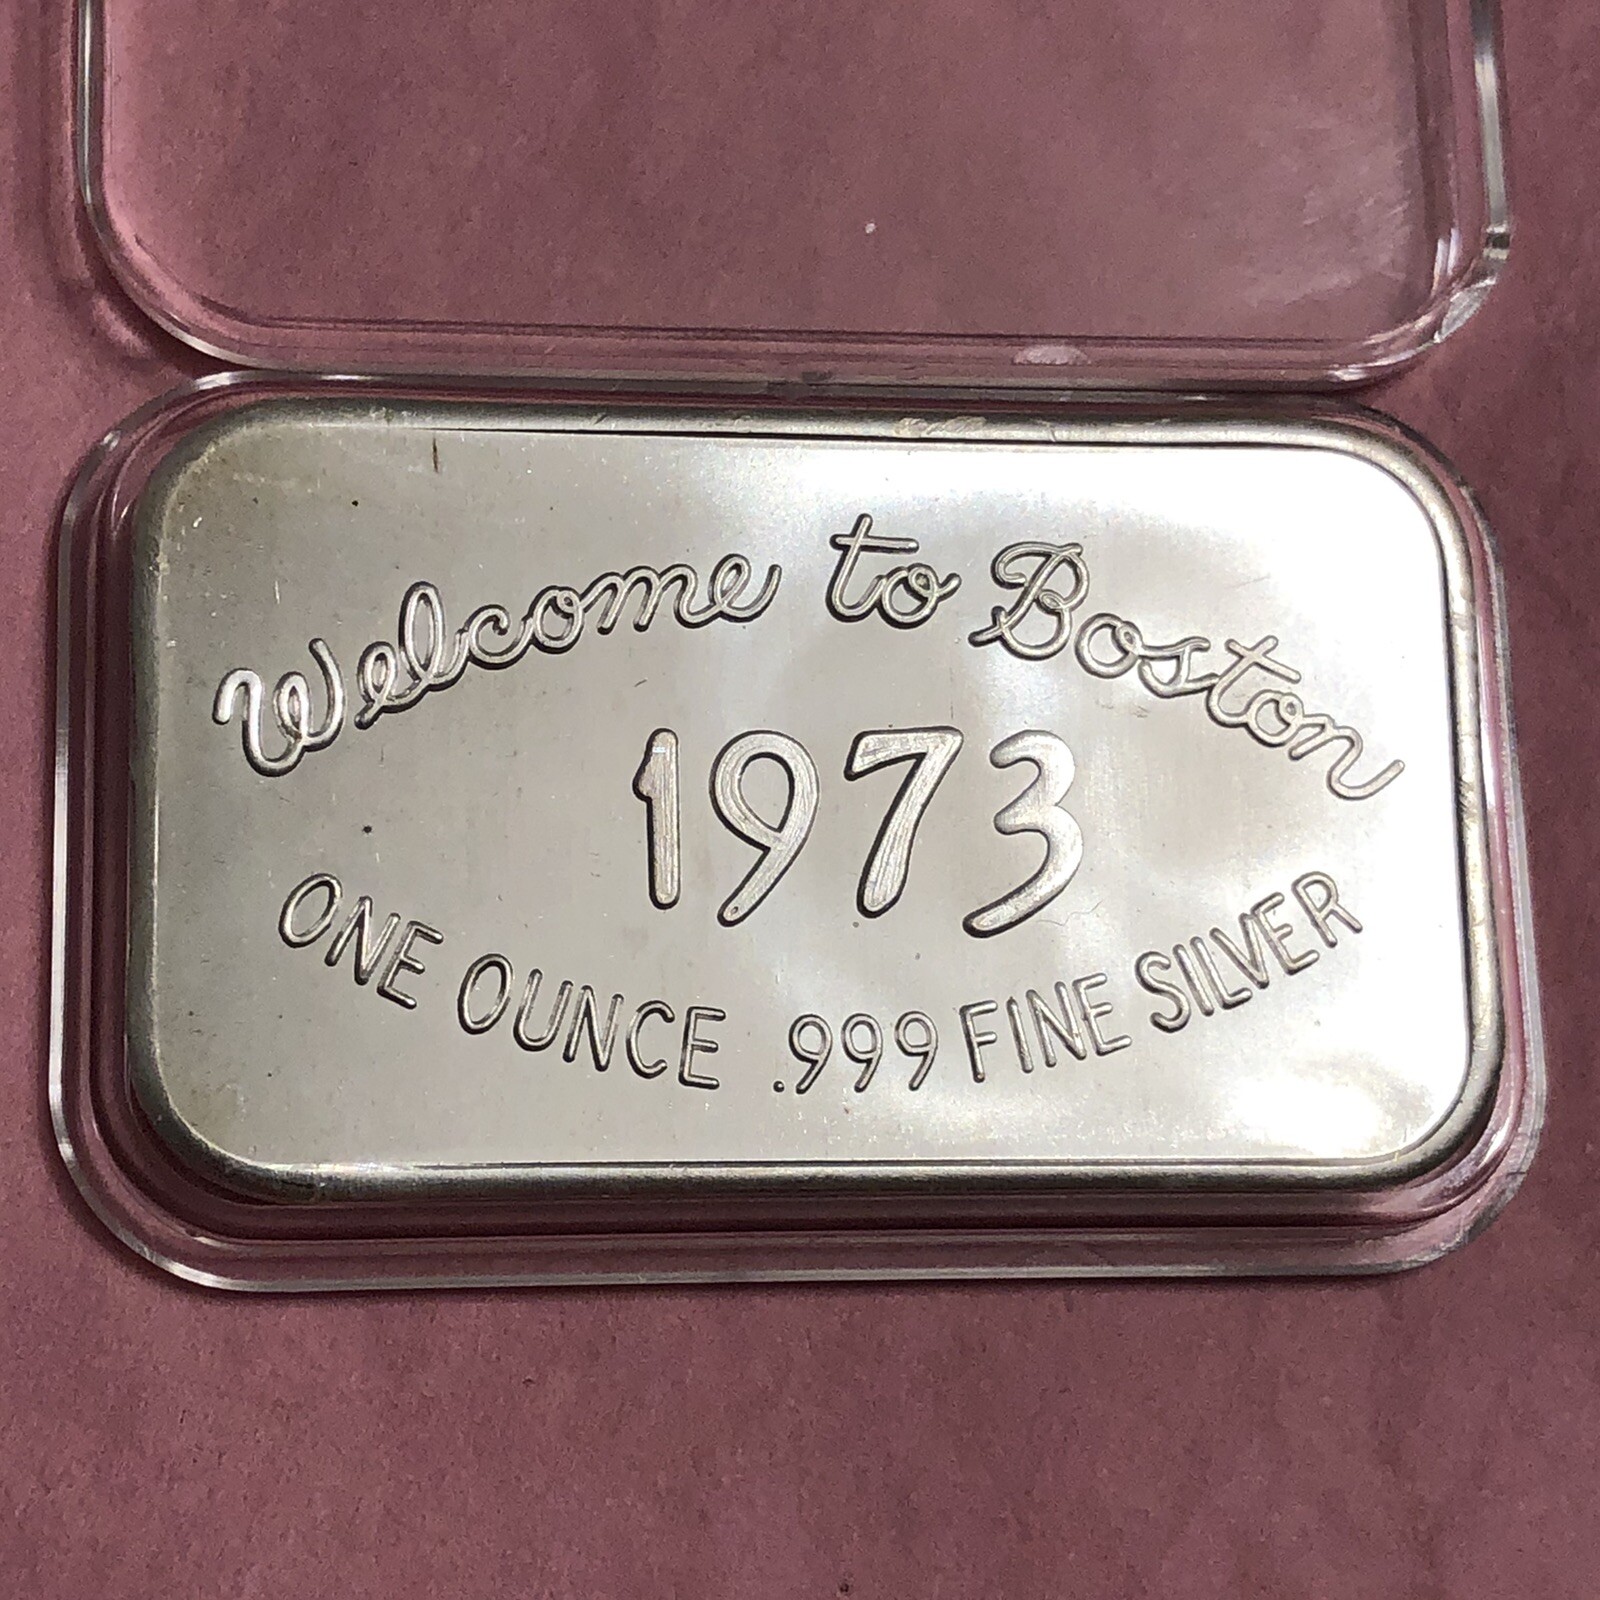 Welcome to Boston
1973
ONE OUNCE .999 FINE SILVER